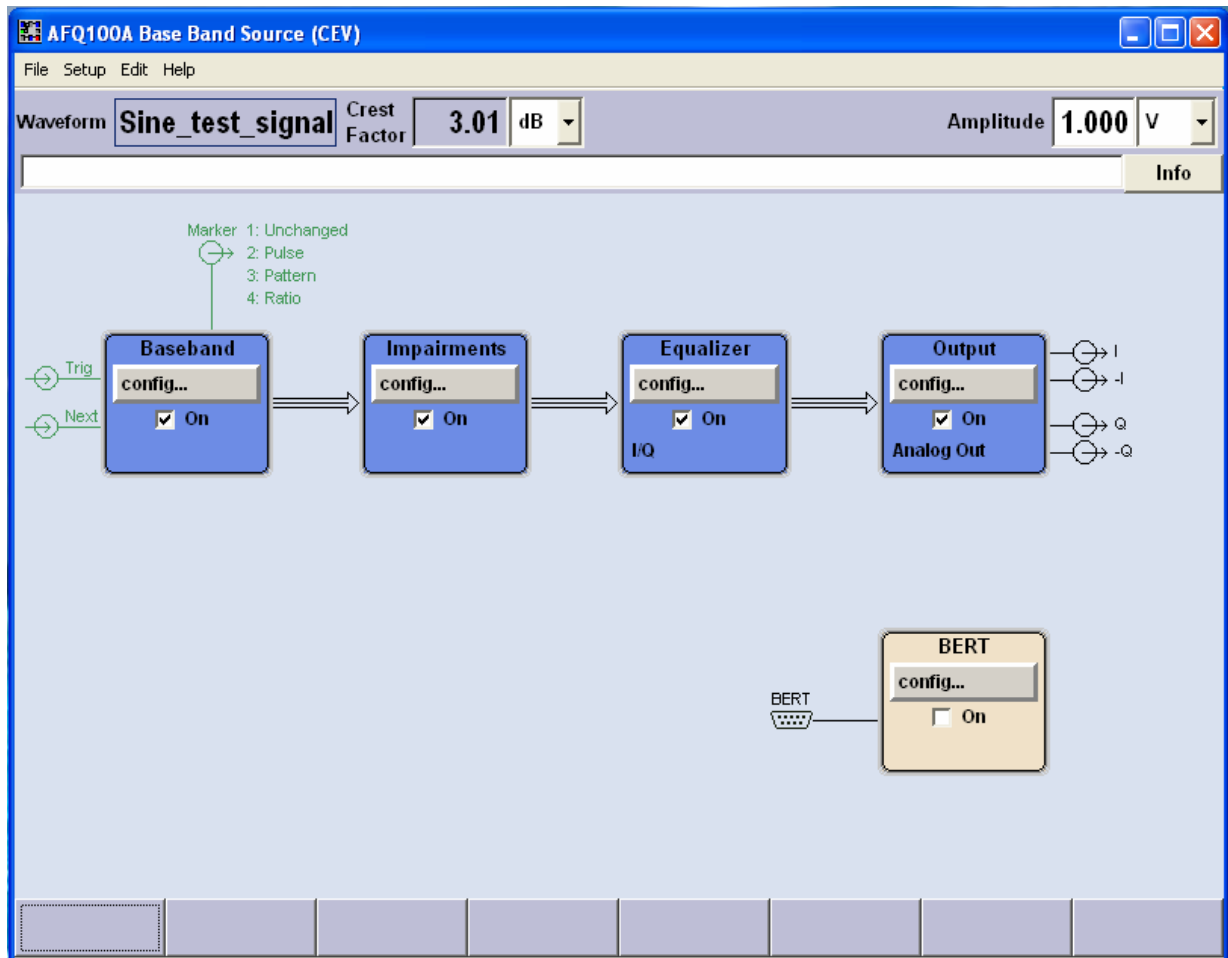 AFQ100A Base Band Source (CEV)
File Setup Edit Help
Waveform Sine_test_signal Crest Factor 3.01 dB Amplitude 1.000 V
Info
Marker 1: Unchanged
2: Pulse
3: Pattern
4: Ratio
Trig
Next
Baseband
config...
On
Impairments
config...
On
Equalizer
config...
On
I/Q
Output
config...
On
Analog Out
I
-I
Q
-Q
BERT
BERT
config...
On